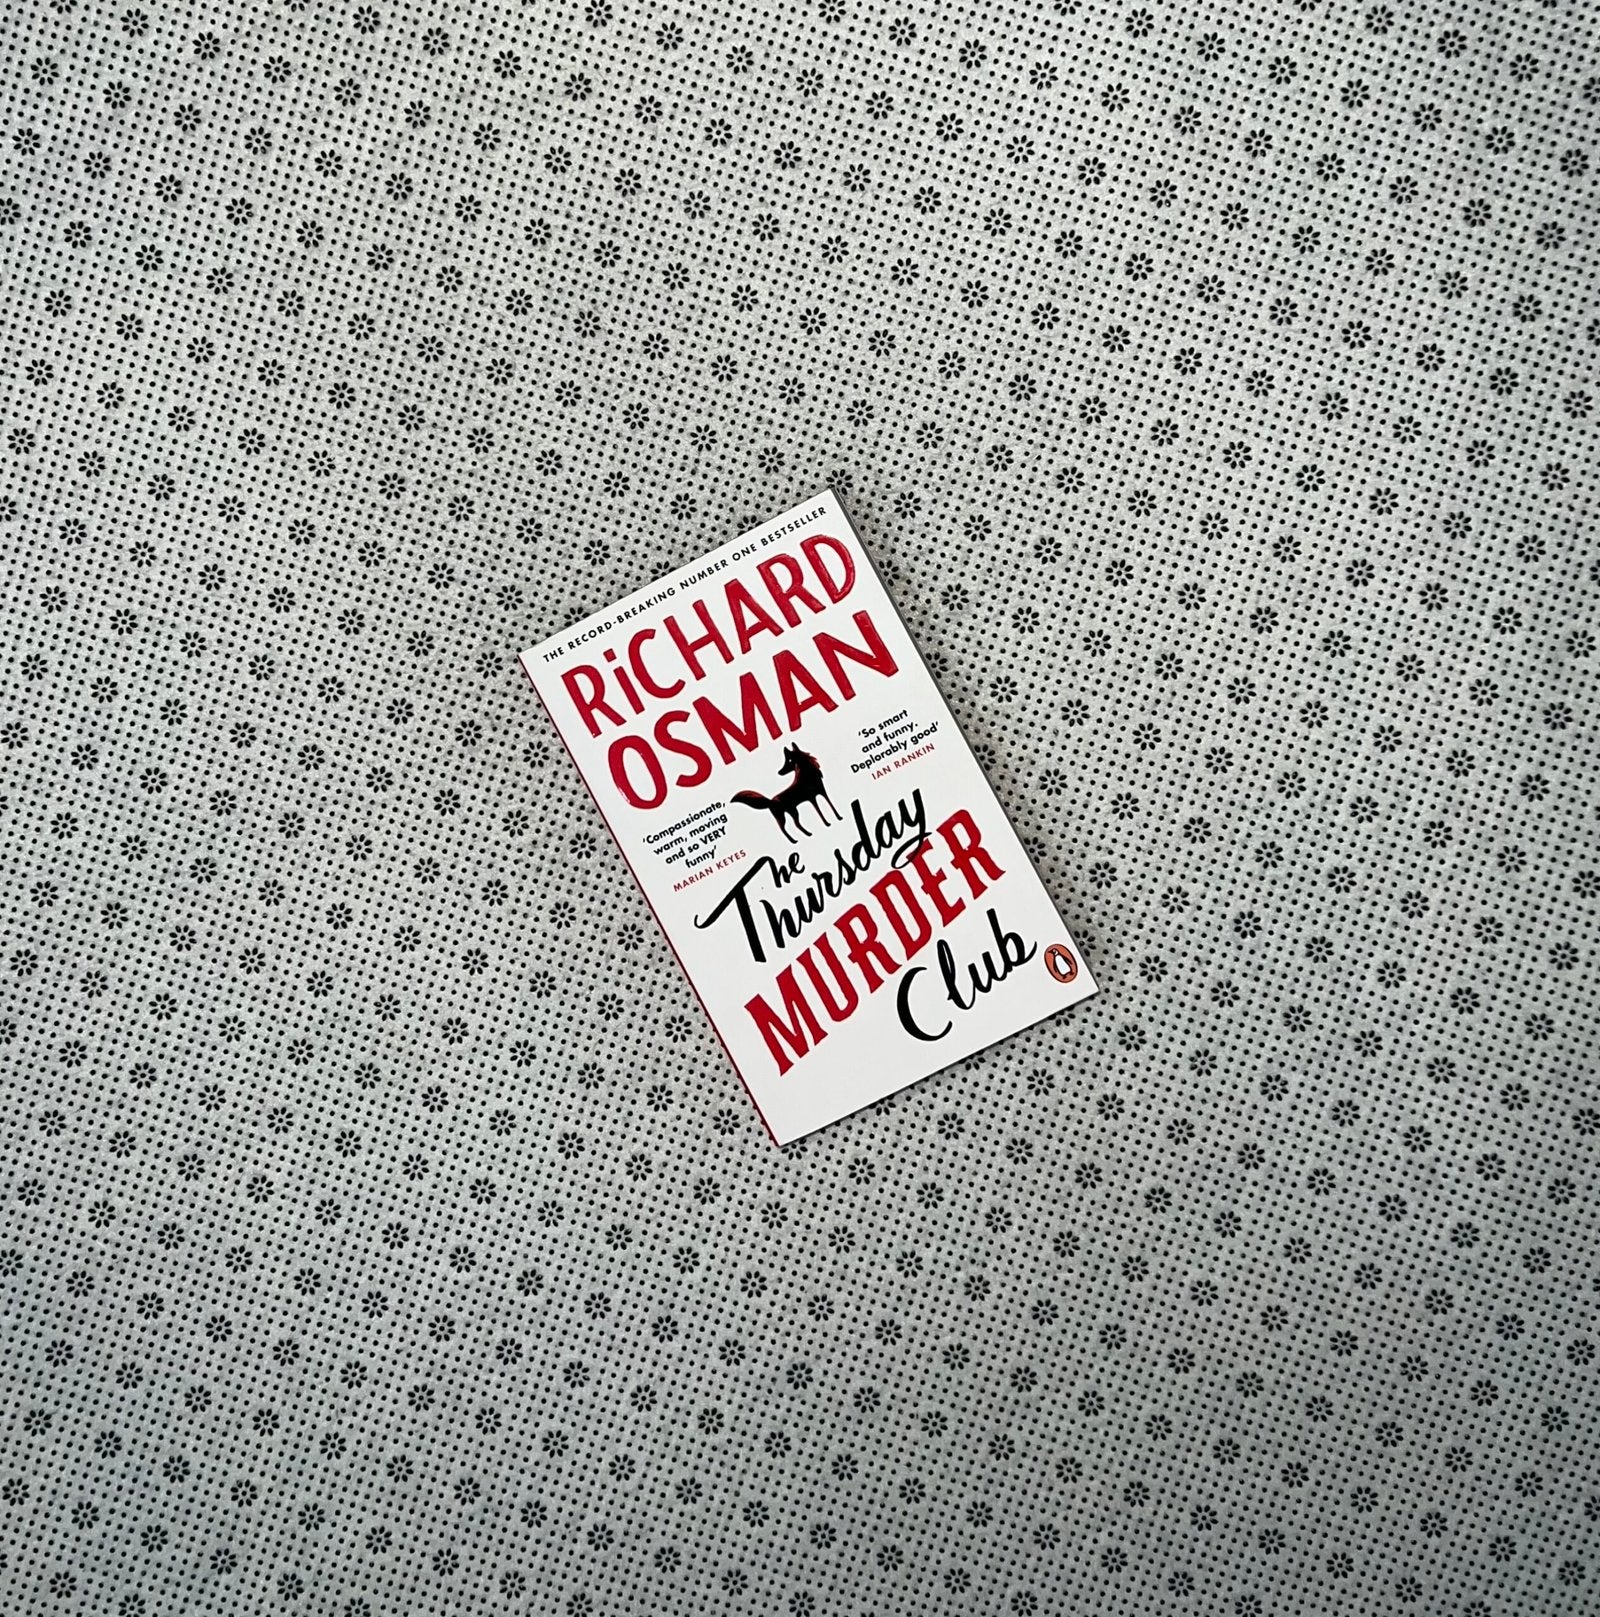 THE RECORD-BREAKING NUMBER ONE BESTSELLER
RiCHARD
OSMAN
'So smart
and funny.
Deplorably good'
IAN RANKIN
'Compassionate,
warm, moving
and so VERY
funny'
MARIAN KEYES
The
Thursday
MURDER
Club